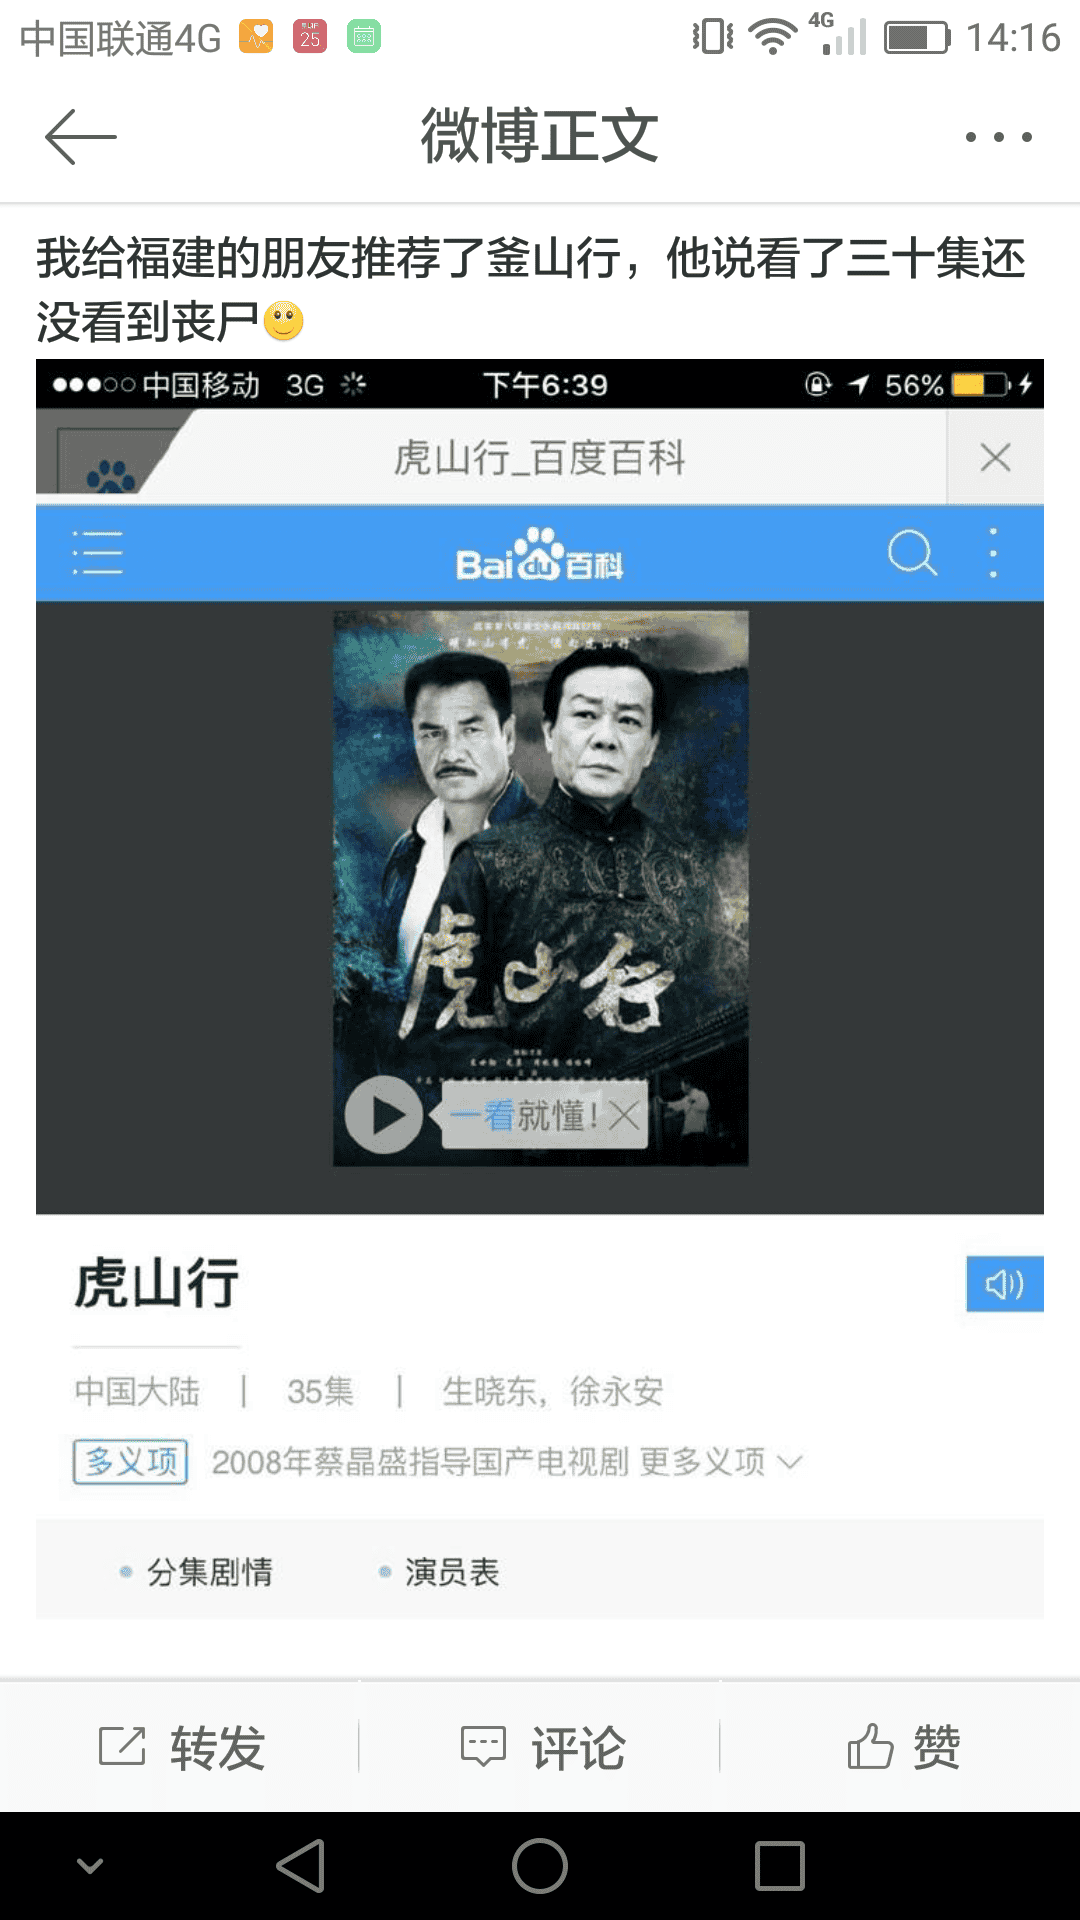 中国联通4G 25 4G 14:16
微博正文
我给福建的朋友推荐了釜山行，他说看了三十集还
没看到丧尸
中国移动 3G 下午6:39 56%
虎山行_百度百科
Bai du 百科
虎山行
一看就懂!
虎山行
中国大陆 | 35集 | 生晓东，徐永安
多义项 2008年蔡晶盛指导国产电视剧 更多义项
分集剧情 演员表
转发 评论 赞